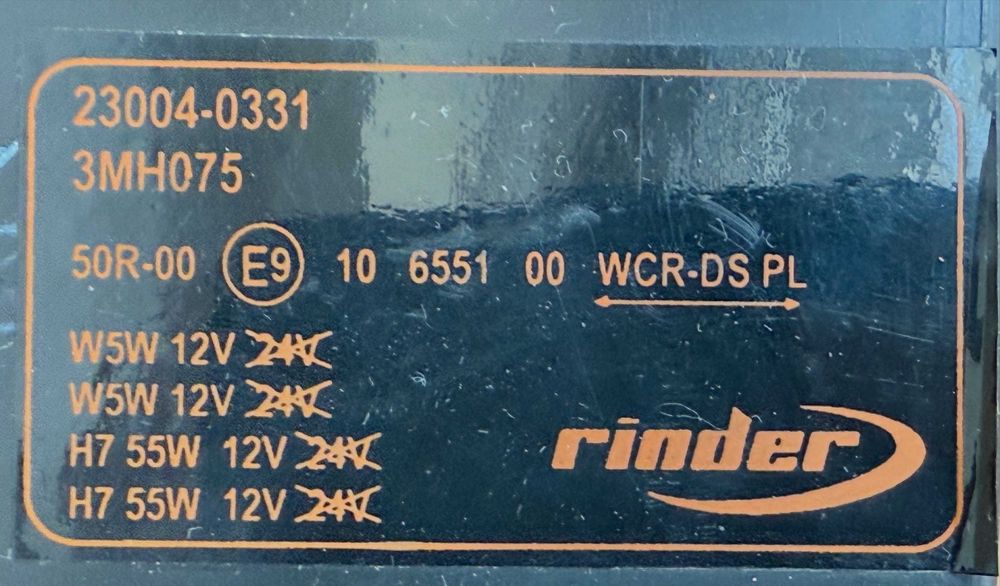 23004-0331
3MH075
50R-00 E9 10 6551 00 WCR-DS PL
W5W 12V 24V
W5W 12V 24V
H7 55W 12V 24V
H7 55W 12V 24V
rinder